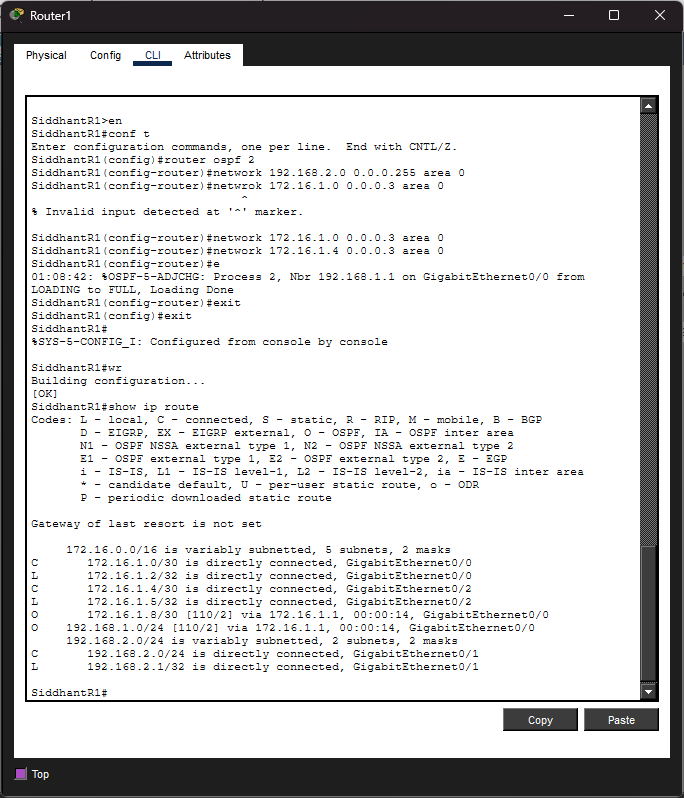 Router1
Physical Config CLI Attributes
SiddhantR1>en
SiddhantR1#conf t
Enter configuration commands, one per line.  End with CNTL/Z.
SiddhantR1(config)#router ospf 2
SiddhantR1(config-router)#network 192.168.2.0 0.0.0.255 area 0
SiddhantR1(config-router)#netwrok 172.16.1.0 0.0.0.3 area 0
                              ^
% Invalid input detected at '^' marker.
SiddhantR1(config-router)#network 172.16.1.0 0.0.0.3 area 0
SiddhantR1(config-router)#network 172.16.1.4 0.0.0.3 area 0
SiddhantR1(config-router)#e
01:08:42: %OSPF-5-ADJCHG: Process 2, Nbr 192.168.1.1 on GigabitEthernet0/0 from
LOADING to FULL, Loading Done
SiddhantR1(config-router)#exit
SiddhantR1(config)#exit
SiddhantR1#
%SYS-5-CONFIG_I: Configured from console by console
SiddhantR1#wr
Building configuration...
[OK]
SiddhantR1#show ip route
Codes: L - local, C - connected, S - static, R - RIP, M - mobile, B - BGP
       D - EIGRP, EX - EIGRP external, O - OSPF, IA - OSPF inter area
       N1 - OSPF NSSA external type 1, N2 - OSPF NSSA external type 2
       E1 - OSPF external type 1, E2 - OSPF external type 2, E - EGP
       i - IS-IS, L1 - IS-IS level-1, L2 - IS-IS level-2, ia - IS-IS inter area
       * - candidate default, U - per-user static route, o - ODR
       P - periodic downloaded static route
Gateway of last resort is not set
     172.16.0.0/16 is variably subnetted, 5 subnets, 2 masks
C       172.16.1.0/30 is directly connected, GigabitEthernet0/0
L       172.16.1.2/32 is directly connected, GigabitEthernet0/0
C       172.16.1.4/30 is directly connected, GigabitEthernet0/2
L       172.16.1.5/32 is directly connected, GigabitEthernet0/2
O       172.16.1.8/30 [110/2] via 172.16.1.1, 00:00:14, GigabitEthernet0/0
O    192.168.1.0/24 [110/2] via 172.16.1.1, 00:00:14, GigabitEthernet0/0
     192.168.2.0/24 is variably subnetted, 2 subnets, 2 masks
C       192.168.2.0/24 is directly connected, GigabitEthernet0/1
L       192.168.2.1/32 is directly connected, GigabitEthernet0/1
SiddhantR1#
Copy Paste
Top